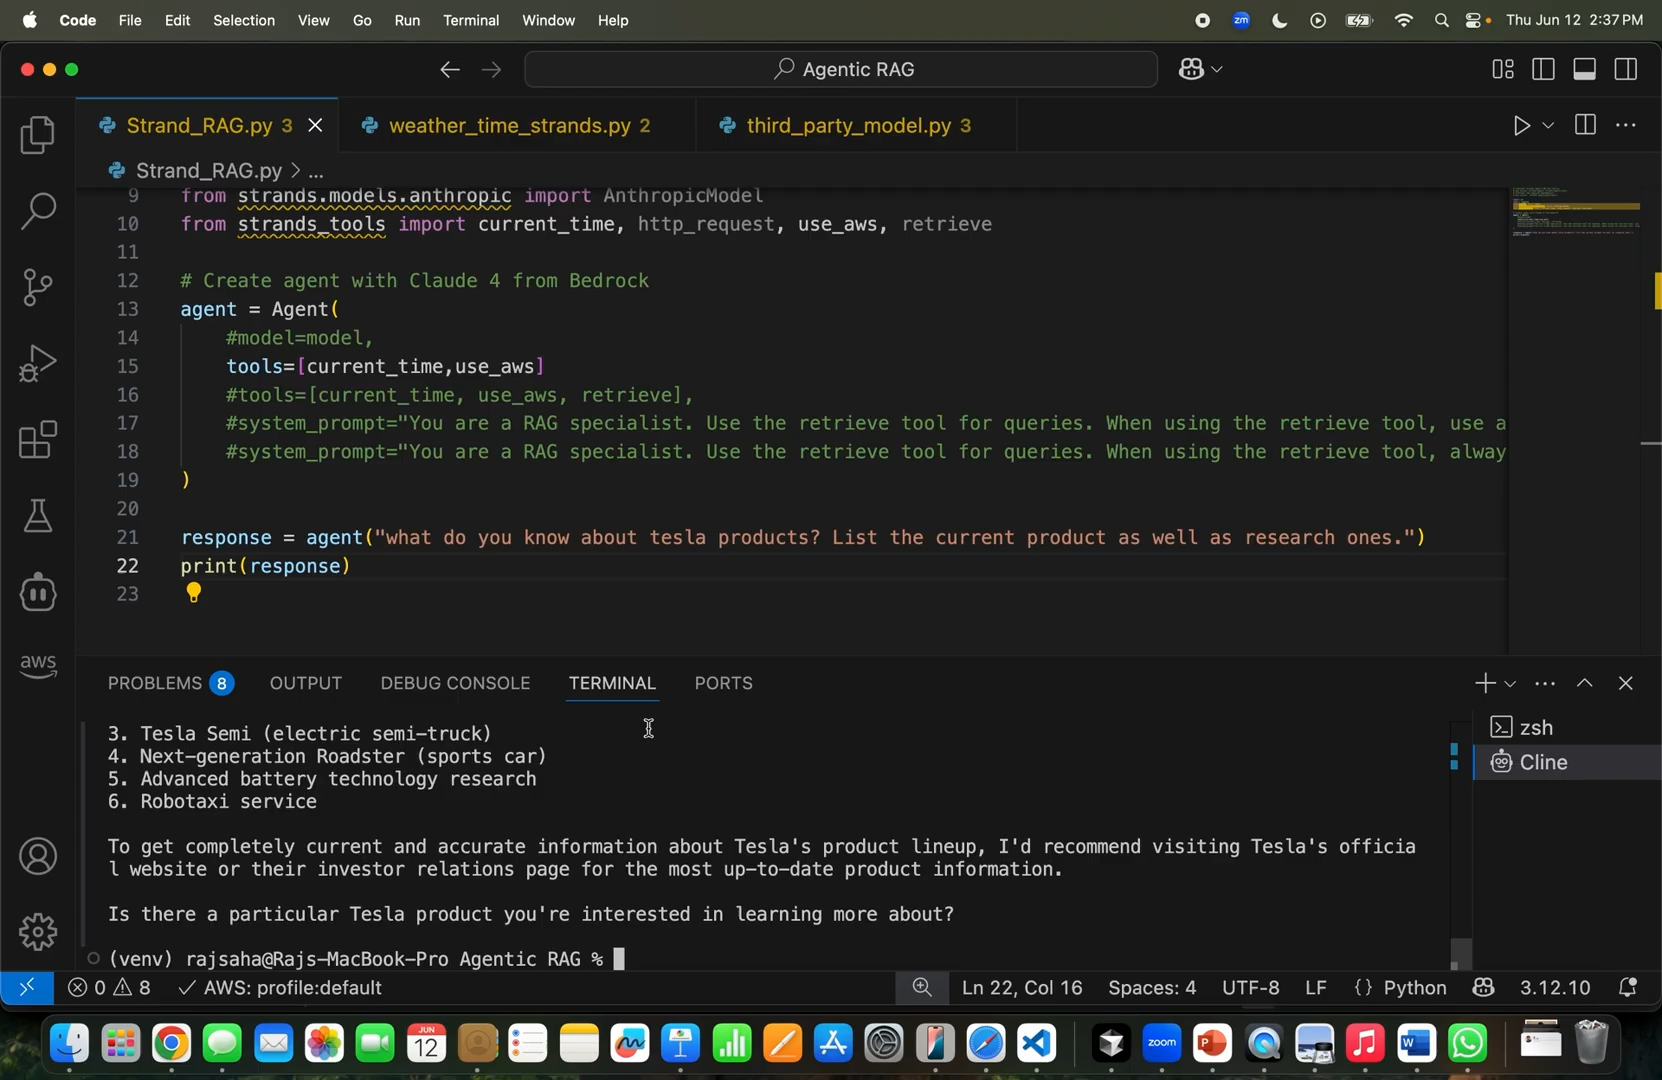 Code File Edit Selection View Go Run Terminal Window Help zm Thu Jun 12 2:37 PM
Agentic RAG
Strand_RAG.py 3 weather_time_strands.py 2 third_party_model.py 3
Strand_RAG.py > ...
9 from strands.models.anthropic import AnthropicModel
10 from strands_tools import current_time, http_request, use_aws, retrieve
11
12 # Create agent with Claude 4 from Bedrock
13 agent = Agent(
14 #model=model,
15 tools=[current_time,use_aws]
16 #tools=[current_time, use_aws, retrieve],
17 #system_prompt="You are a RAG specialist. Use the retrieve tool for queries. When using the retrieve tool, use a
18 #system_prompt="You are a RAG specialist. Use the retrieve tool for queries. When using the retrieve tool, alway
19 )
20
21 response = agent("what do you know about tesla products? List the current product as well as research ones.")
22 print(response)
23
aws
PROBLEMS 8 OUTPUT DEBUG CONSOLE TERMINAL PORTS
zsh
Cline
3. Tesla Semi (electric semi-truck)
4. Next-generation Roadster (sports car)
5. Advanced battery technology research
6. Robotaxi service
To get completely current and accurate information about Tesla's product lineup, I'd recommend visiting Tesla's officia
l website or their investor relations page for the most up-to-date product information.
Is there a particular Tesla product you're interested in learning more about?
(venv) rajsaha@Rajs-MacBook-Pro Agentic RAG %
0 8 AWS: profile:default Ln 22, Col 16 Spaces: 4 UTF-8 LF {} Python 3.12.10
JUN
12
zoom